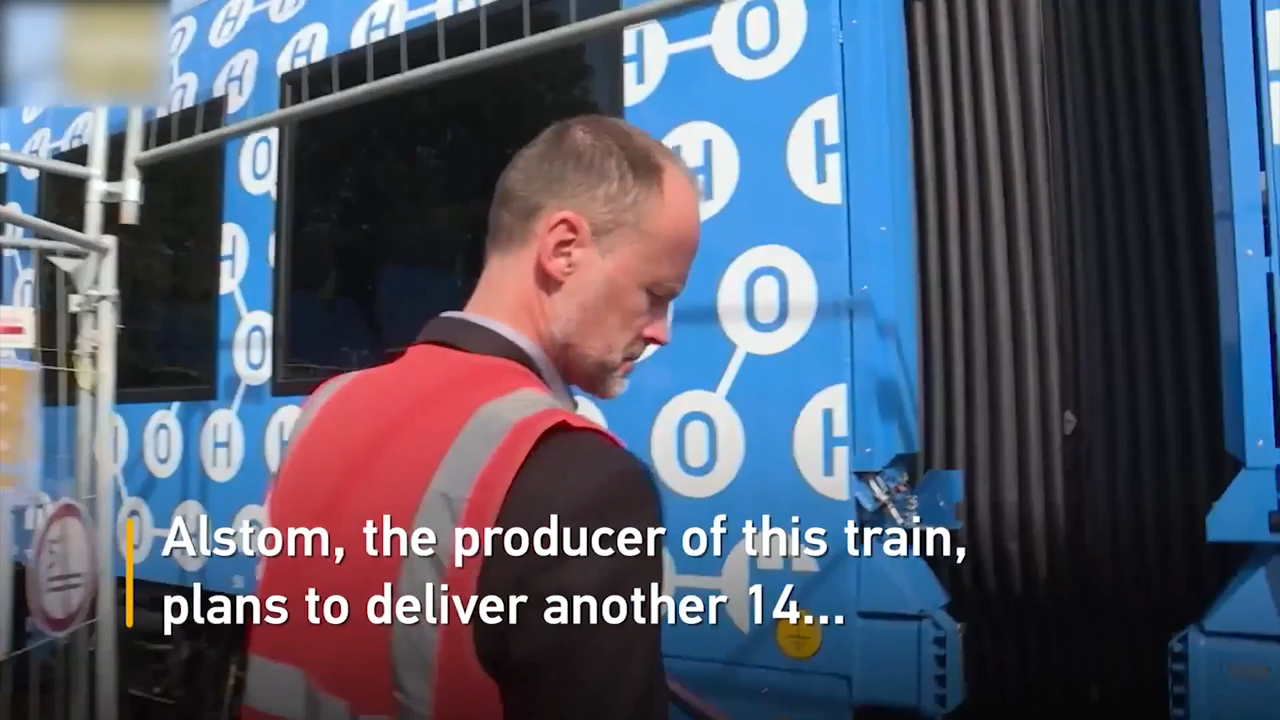 Alstom, the producer of this train,
plans to deliver another 14...